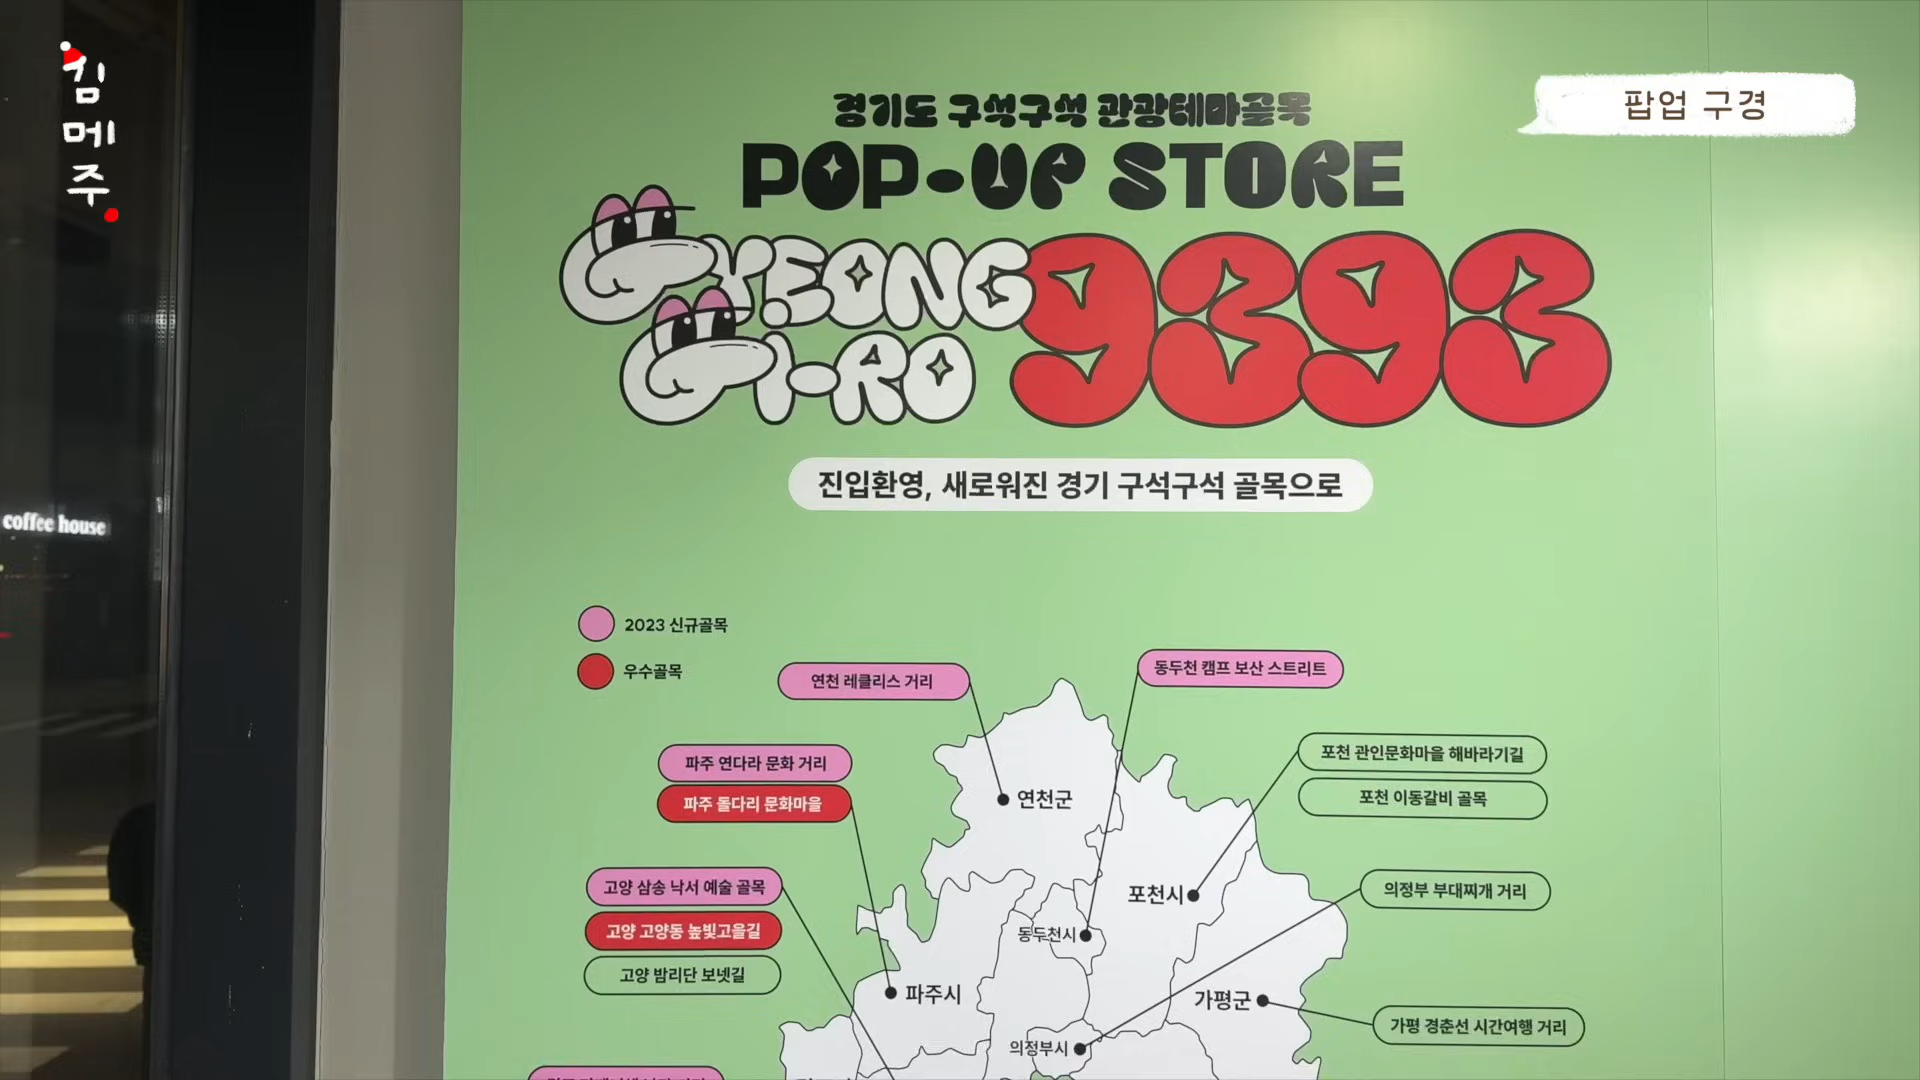 김메주
팝업 구경
coffee house
경기도 구석구석 관광테마골목
POP-UP STORE
GYEONG
GI-RO
9393
진입환영, 새로워진 경기 구석구석 골목으로
2023 신규골목
우수골목
연천 레클리스 거리
동두천 캠프 보산 스트리트
파주 연다라 문화 거리
파주 돌다리 문화마을
포천 관인문화마을 해바라기길
포천 이동갈비 골목
연천군
고양 삼송 낙서 예술 골목
고양 고양동 높빛고을길
고양 밤리단 보넷길
의정부 부대찌개 거리
포천시
동두천시
파주시
가평군
가평 경춘선 시간여행 거리
의정부시